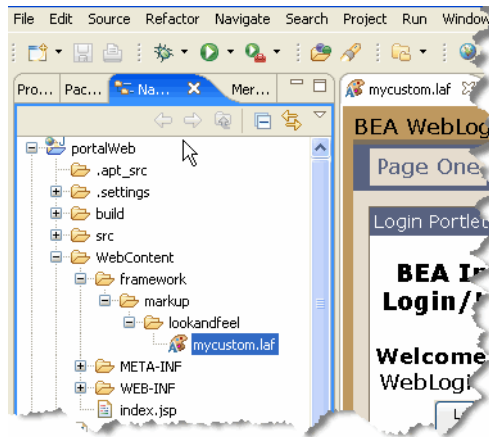 File Edit Source Refactor Navigate Search Project Run Window
Pro... Pac... Na... Mer...
mycustom.laf
portalWeb
.apt_src
.settings
build
src
WebContent
framework
markup
lookandfeel
mycustom.laf
META-INF
WEB-INF
index.jsp
BEA WebLog
Page One
Login Portlet
BEA
Login/
Welcome
WebLogi